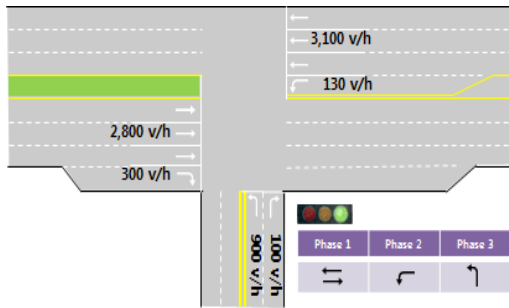 3,100 v/h
130 v/h
2,800 v/h
300 v/h
900 v/h
100 v/h
Phase 1 Phase 2 Phase 3